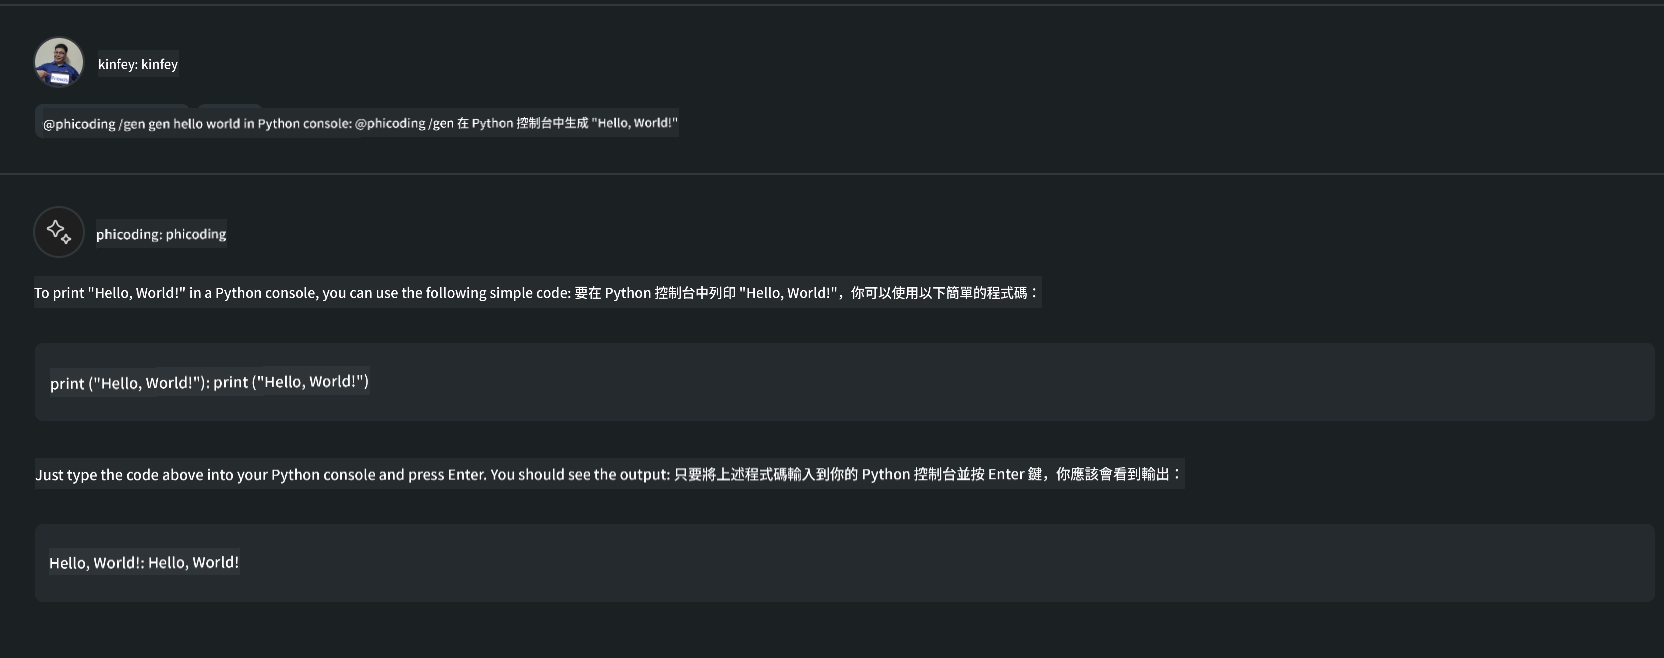 kinfey: kinfey
@phicoding /gen gen hello world in Python console: @phicoding /gen 在 Python 控制台中生成 "Hello, World!"
phicoding: phicoding
To print "Hello, World!" in a Python console, you can use the following simple code: 要在 Python 控制台中列印 "Hello, World!"，你可以使用以下簡單的程式碼：
print ("Hello, World!"): print ("Hello, World!")
Just type the code above into your Python console and press Enter. You should see the output: 只要將上述程式碼輸入到你的 Python 控制台並按 Enter 鍵，你應該會看到輸出：
Hello, World!: Hello, World!